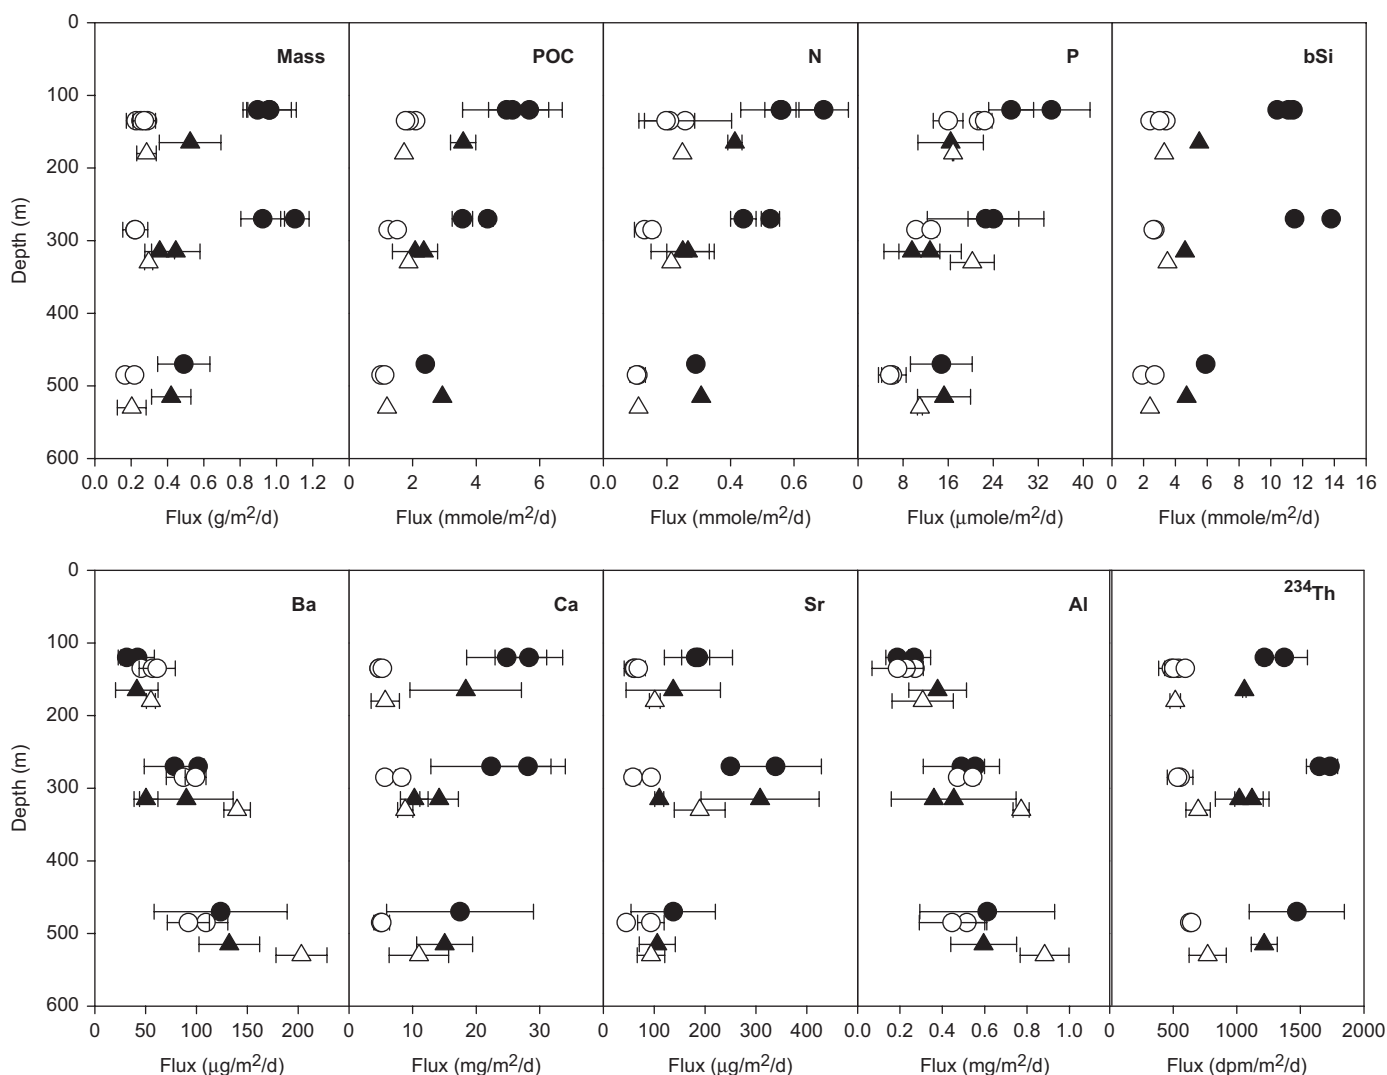 Mass POC N P bSi
0
100
200
300
400
500
600
Depth (m)
0.0 0.2 0.4 0.6 0.8 1.0 1.2 0 2 4 6 0.0 0.2 0.4 0.6 0 8 16 24 32 40 0 2 4 6 8 10 12 14 16
Flux (g/m²/d) Flux (mmole/m²/d) Flux (mmole/m²/d) Flux (μmole/m²/d) Flux (mmole/m²/d)
Ba Ca Sr Al ²³⁴Th
0
100
200
300
400
500
600
Depth (m)
0 50 100 150 200 0 10 20 30 0 100 200 300 400 0.0 0.2 0.4 0.6 0.8 1.0 0 500 1000 1500 2000
Flux (μg/m²/d) Flux (mg/m²/d) Flux (μg/m²/d) Flux (mg/m²/d) Flux (dpm/m²/d)